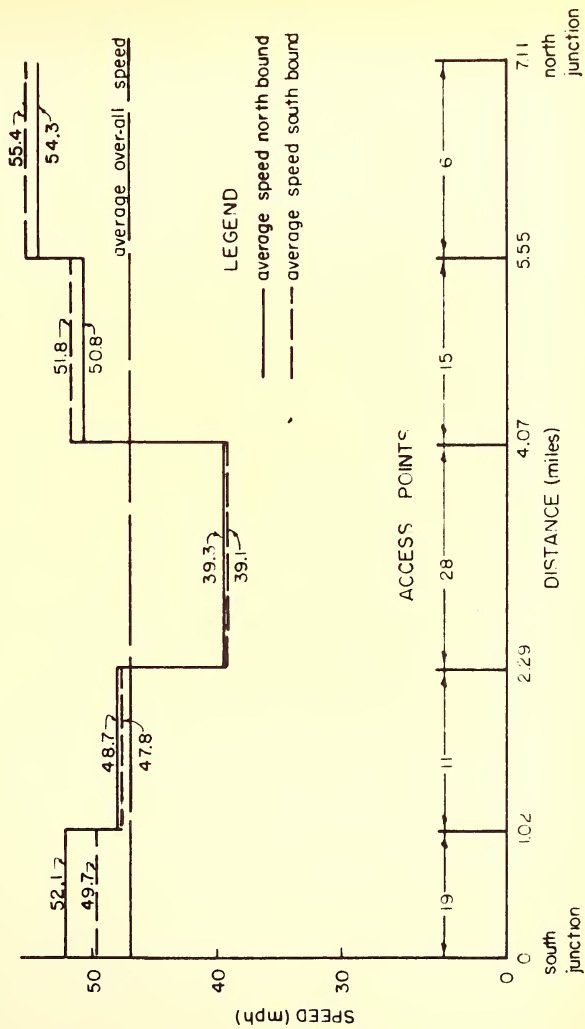 55.4
54.3
51.8
50.8
average over-all speed
39.3
39.1
48.7
47.8
52.1
49.7
LEGEND
average speed north bound
average speed south bound
50
40
30
0
SPEED (mph)
ACCESS POINTS
19
11
28
15
6
0
1.02
2.29
4.07
5.55
7.11
south
junction
DISTANCE (miles)
north
junction